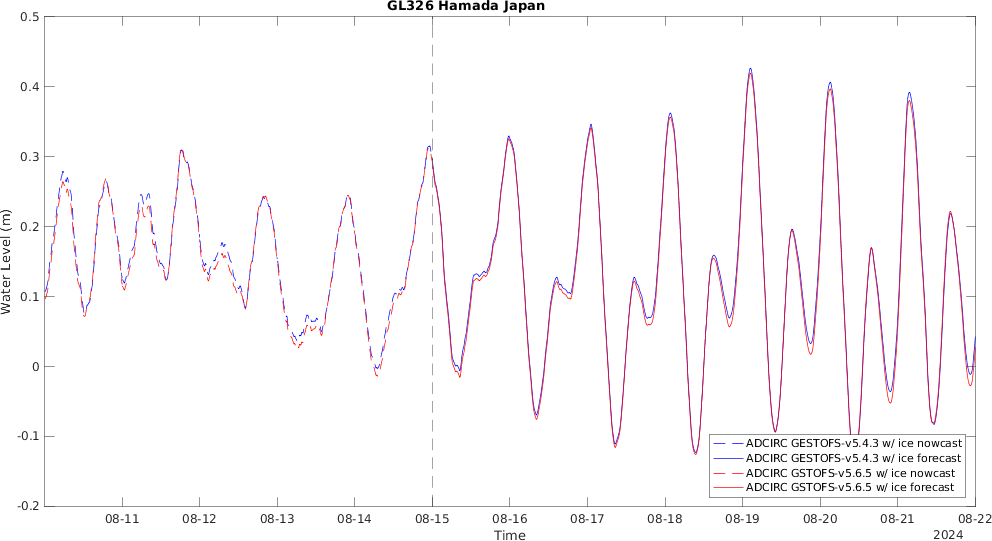 GL326 Hamada Japan
0.5
0.4
0.3
0.2
0.1
0
-0.1
-0.2
Water Level (m)
08-11 08-12 08-13 08-14 08-15 08-16 08-17 08-18 08-19 08-20 08-21 08-22
Time
2024
ADCIRC GESTOFS-v5.4.3 w/ ice nowcast
ADCIRC GESTOFS-v5.4.3 w/ ice forecast
ADCIRC GSTOFS-v5.6.5 w/ ice nowcast
ADCIRC GSTOFS-v5.6.5 w/ ice forecast